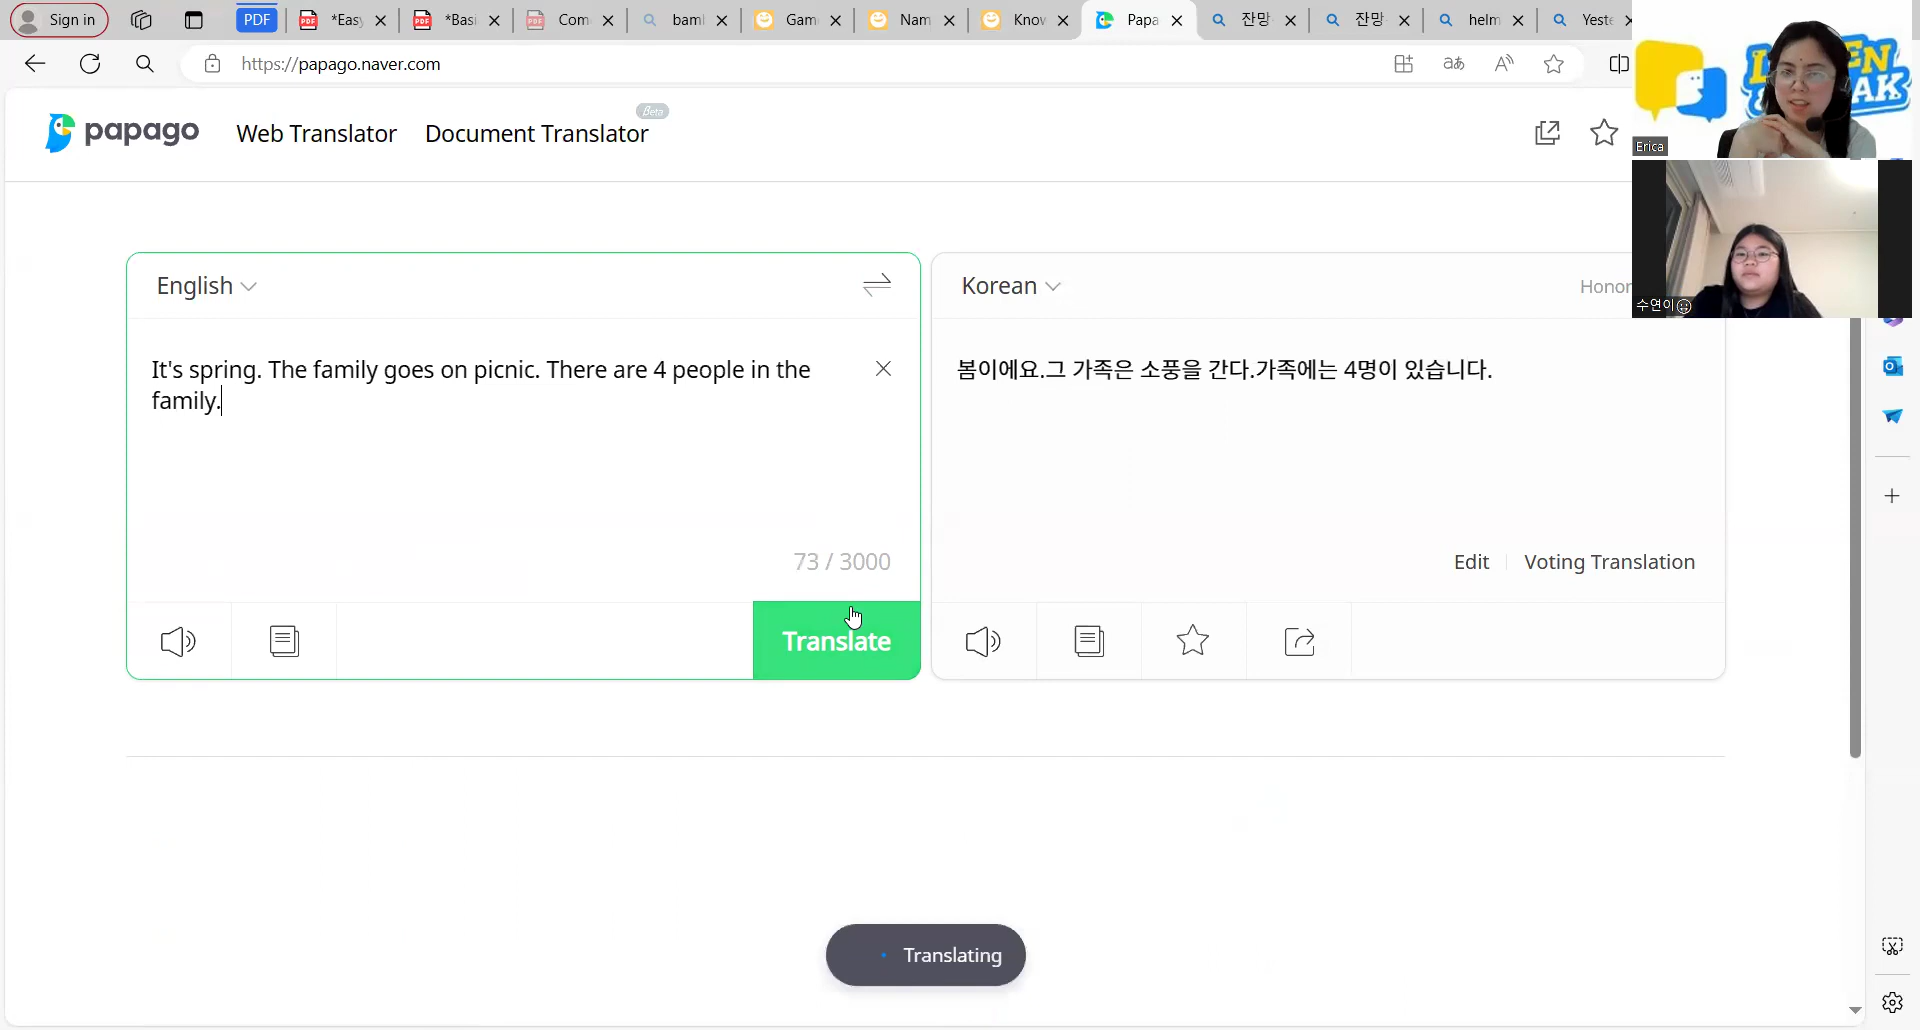 Sign in
PDF
*Easy
*Basi
Com
baml
Gam
Nam
Know
Papa
잔망
잔망
helm
Yeste
https://papago.naver.com
aあ
papago
Web Translator
Document Translator
Beta
Erica
수연이
English
Korean
Honor
It's spring. The family goes on picnic. There are 4 people in the
family.
봄이에요.그 가족은 소풍을 간다.가족에는 4명이 있습니다.
73 / 3000
Edit
Voting Translation
Translate
Translating